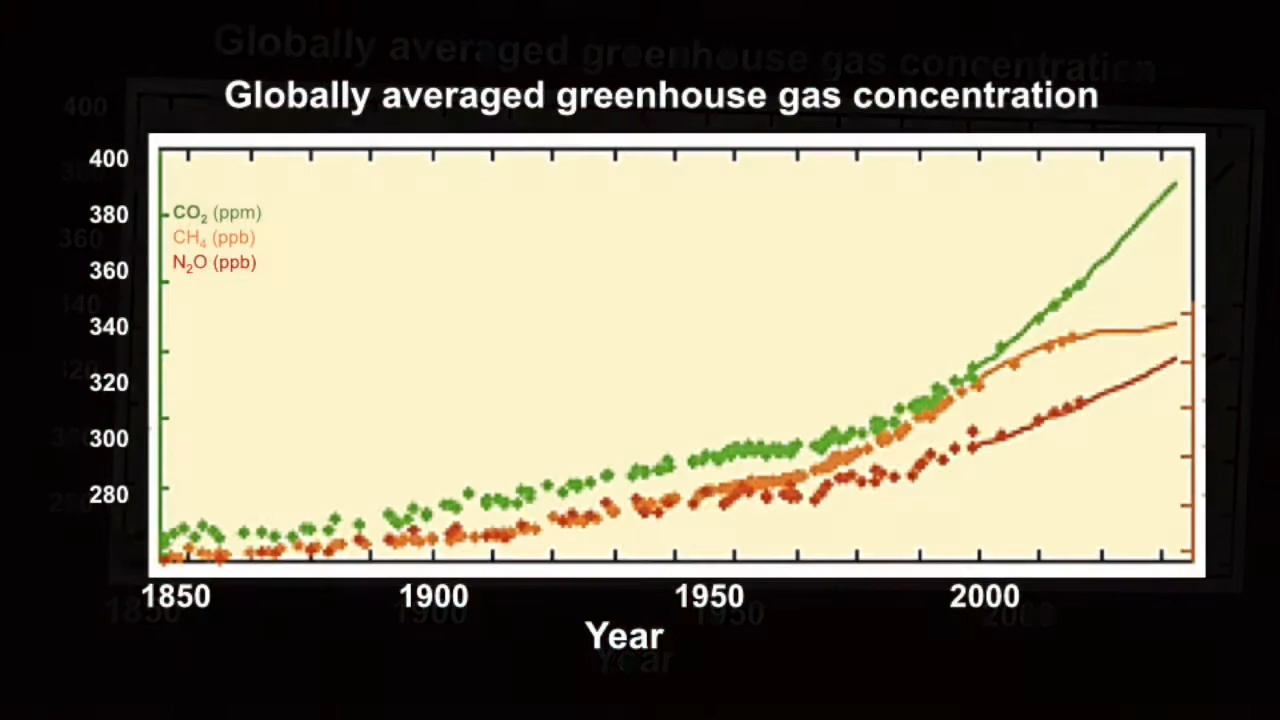 Globally averaged greenhouse gas concentration
400
380
360
340
320
300
280
CO₂ (ppm)
CH₄ (ppb)
N₂O (ppb)
1850 1900 1950 2000
Year